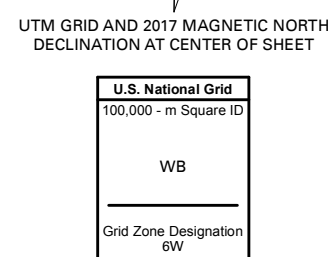 UTM GRID AND 2017 MAGNETIC NORTH
DECLINATION AT CENTER OF SHEET
U.S. National Grid
100,000 - m Square ID
WB
Grid Zone Designation
6W